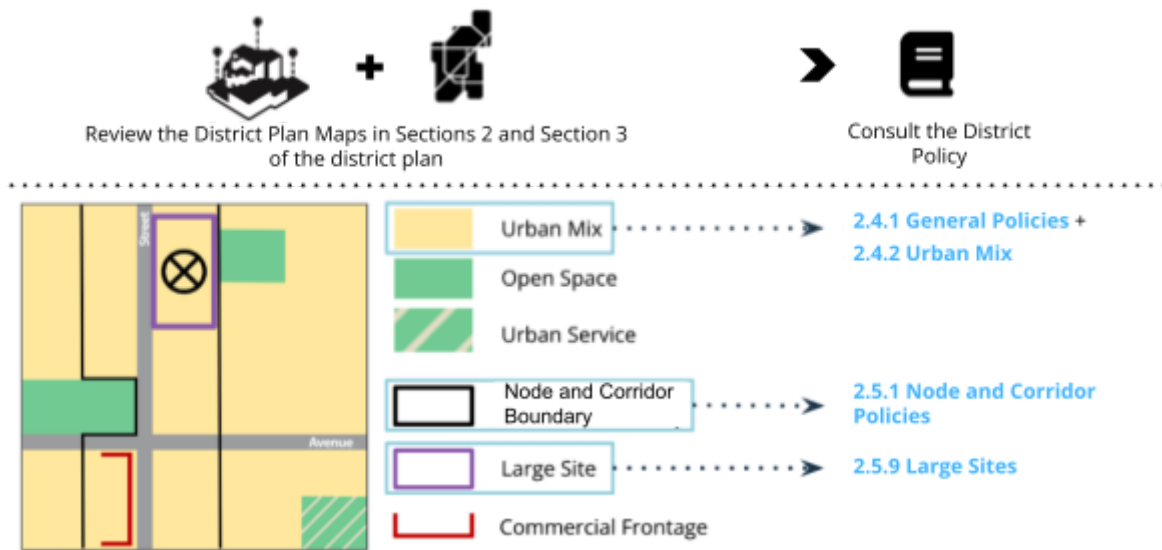 Review the District Plan Maps in Sections 2 and Section 3
of the district plan
Consult the District
Policy
Street
Avenue
Urban Mix
Open Space
Urban Service
Node and Corridor
Boundary
Large Site
Commercial Frontage
2.4.1 General Policies +
2.4.2 Urban Mix
2.5.1 Node and Corridor
Policies
2.5.9 Large Sites